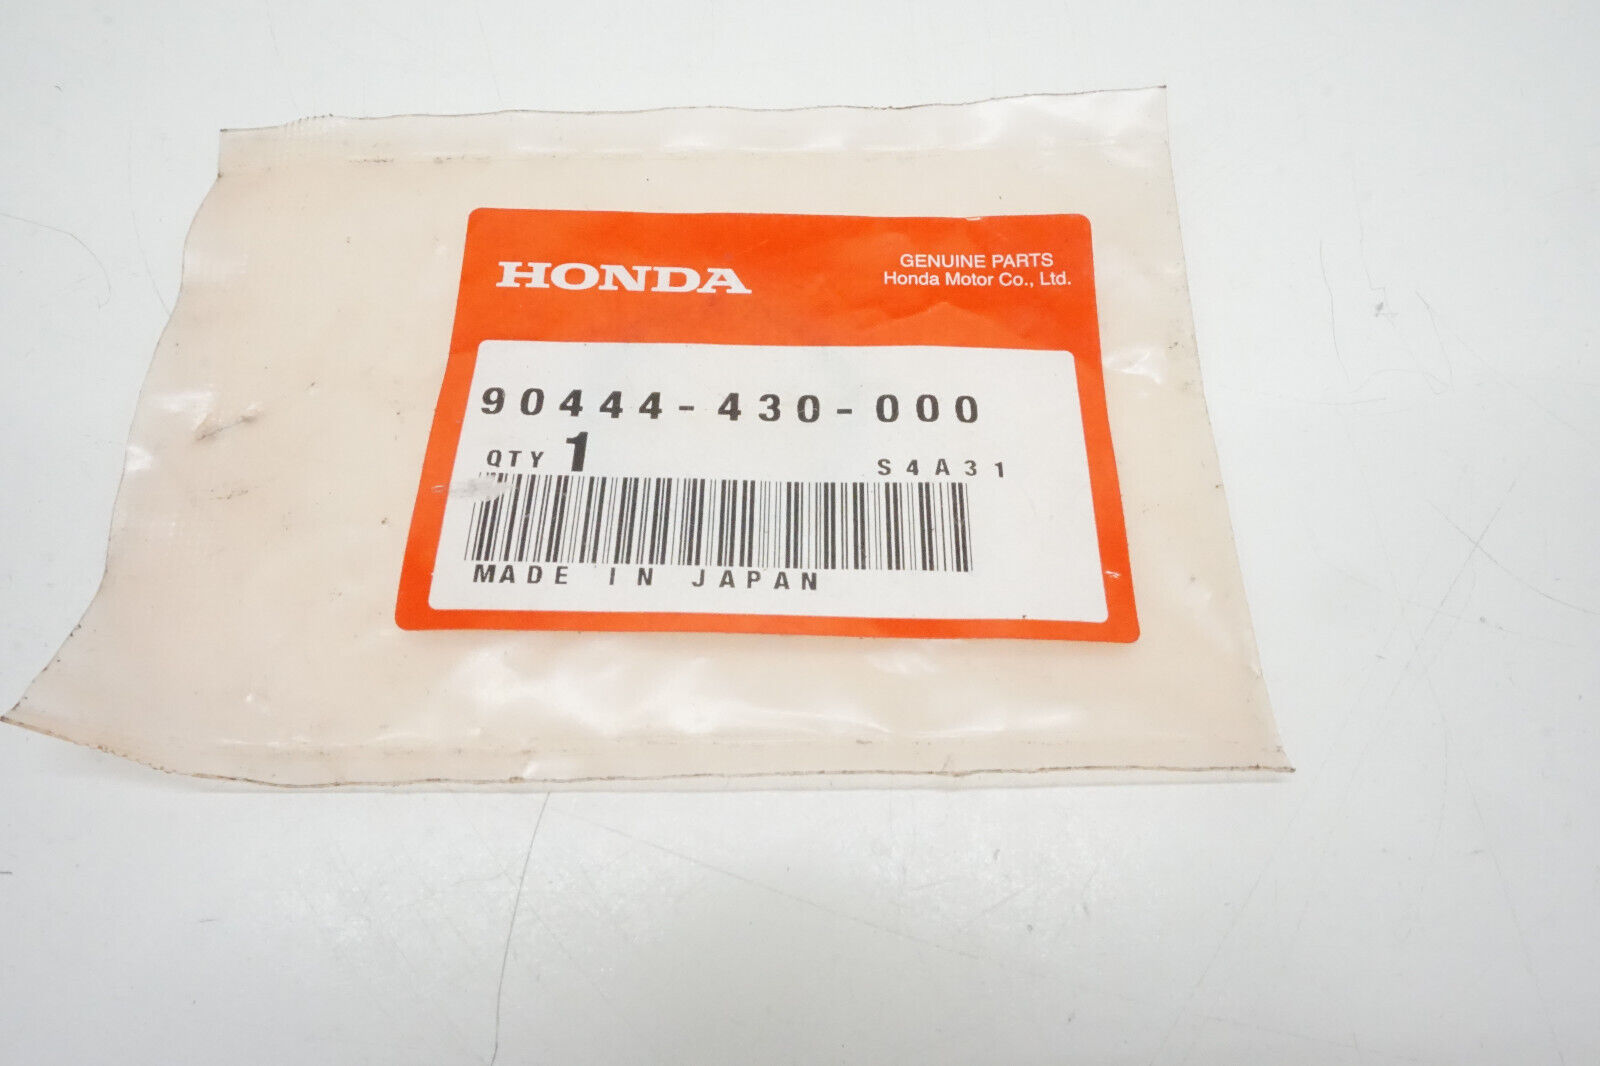 HONDA
GENUINE PARTS
Honda Motor Co., Ltd.
90444-430-000
QTY 1 S4A31
MADE IN JAPAN